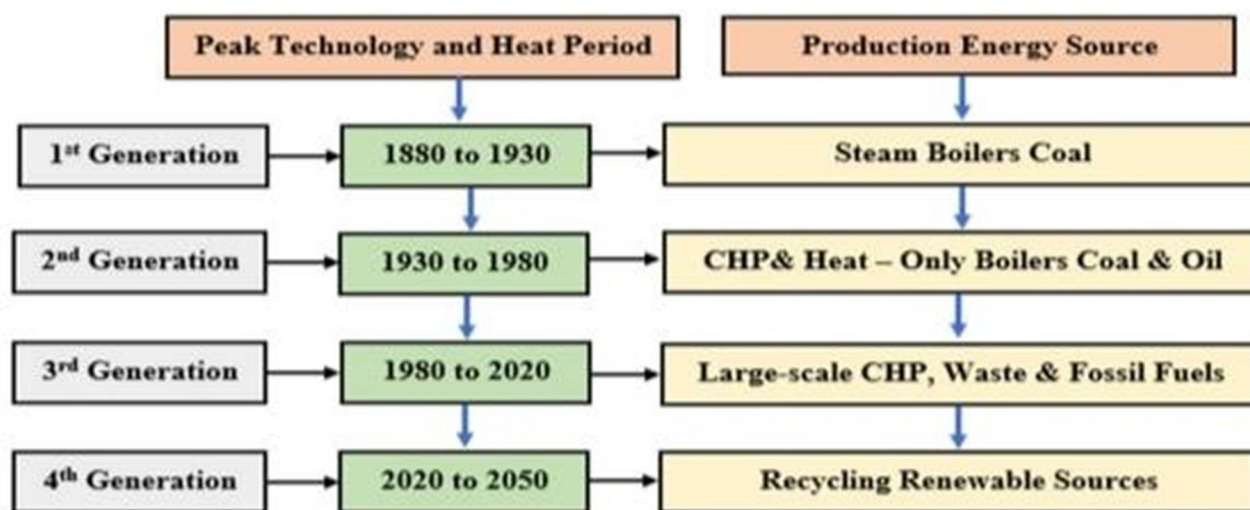 Peak Technology and Heat Period
Production Energy Source
1st Generation
1880 to 1930
Steam Boilers Coal
2nd Generation
1930 to 1980
CHP& Heat – Only Boilers Coal & Oil
3rd Generation
1980 to 2020
Large-scale CHP, Waste & Fossil Fuels
4th Generation
2020 to 2050
Recycling Renewable Sources